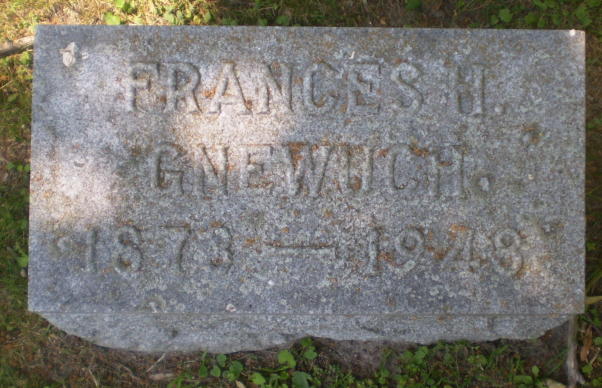 FRANCES H.
GNEWUCH.
1873 — 1948